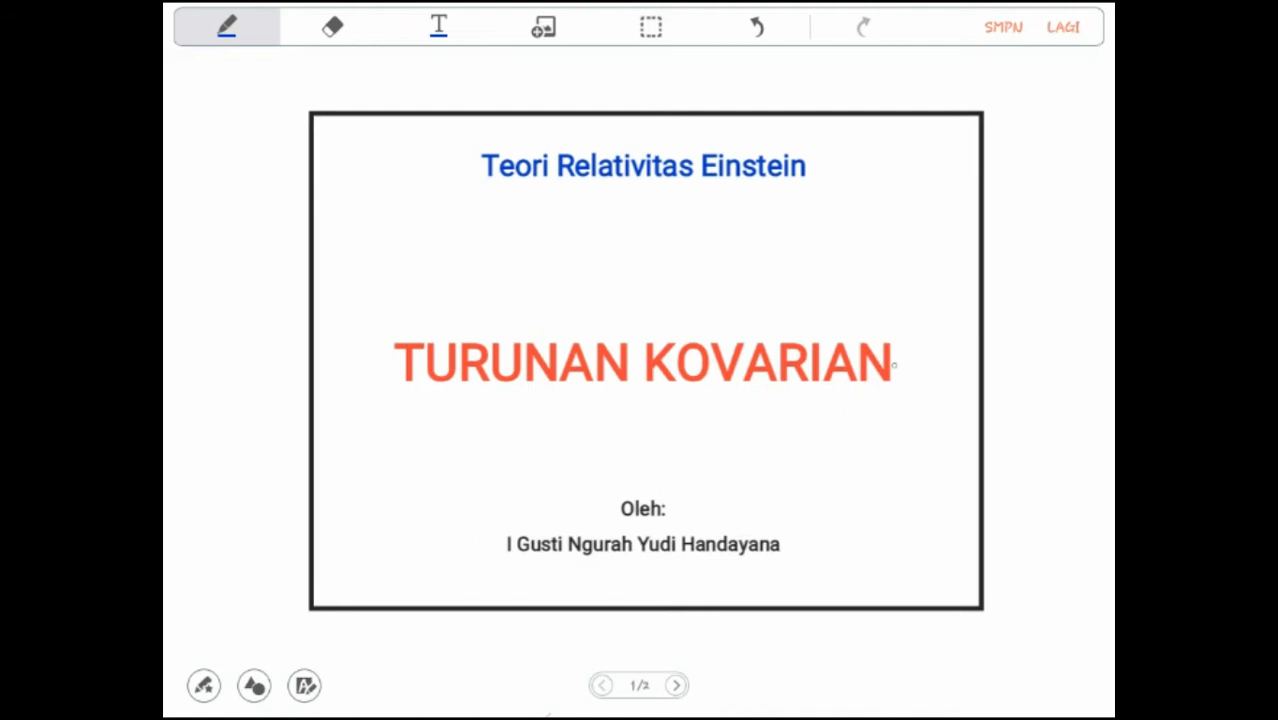 T SMPN LAGI
Teori Relativitas Einstein
TURUNAN KOVARIAN
Oleh:
I Gusti Ngurah Yudi Handayana
1/2